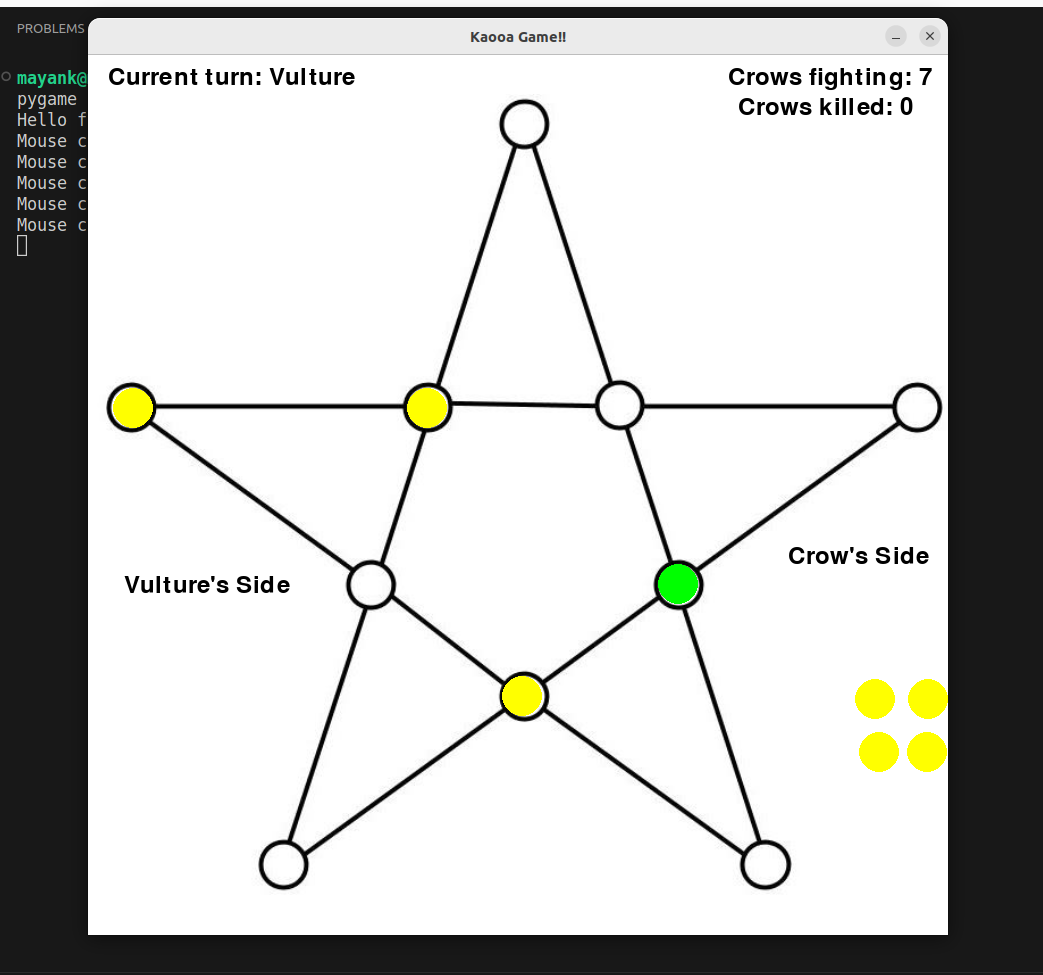 PROBLEMS
Kaooa Game!!
mayank@
pygame
Hello f
Mouse c
Mouse c
Mouse c
Mouse c
Mouse c
Current turn: Vulture
Crows fighting: 7
Crows killed: 0
Crow's Side
Vulture's Side